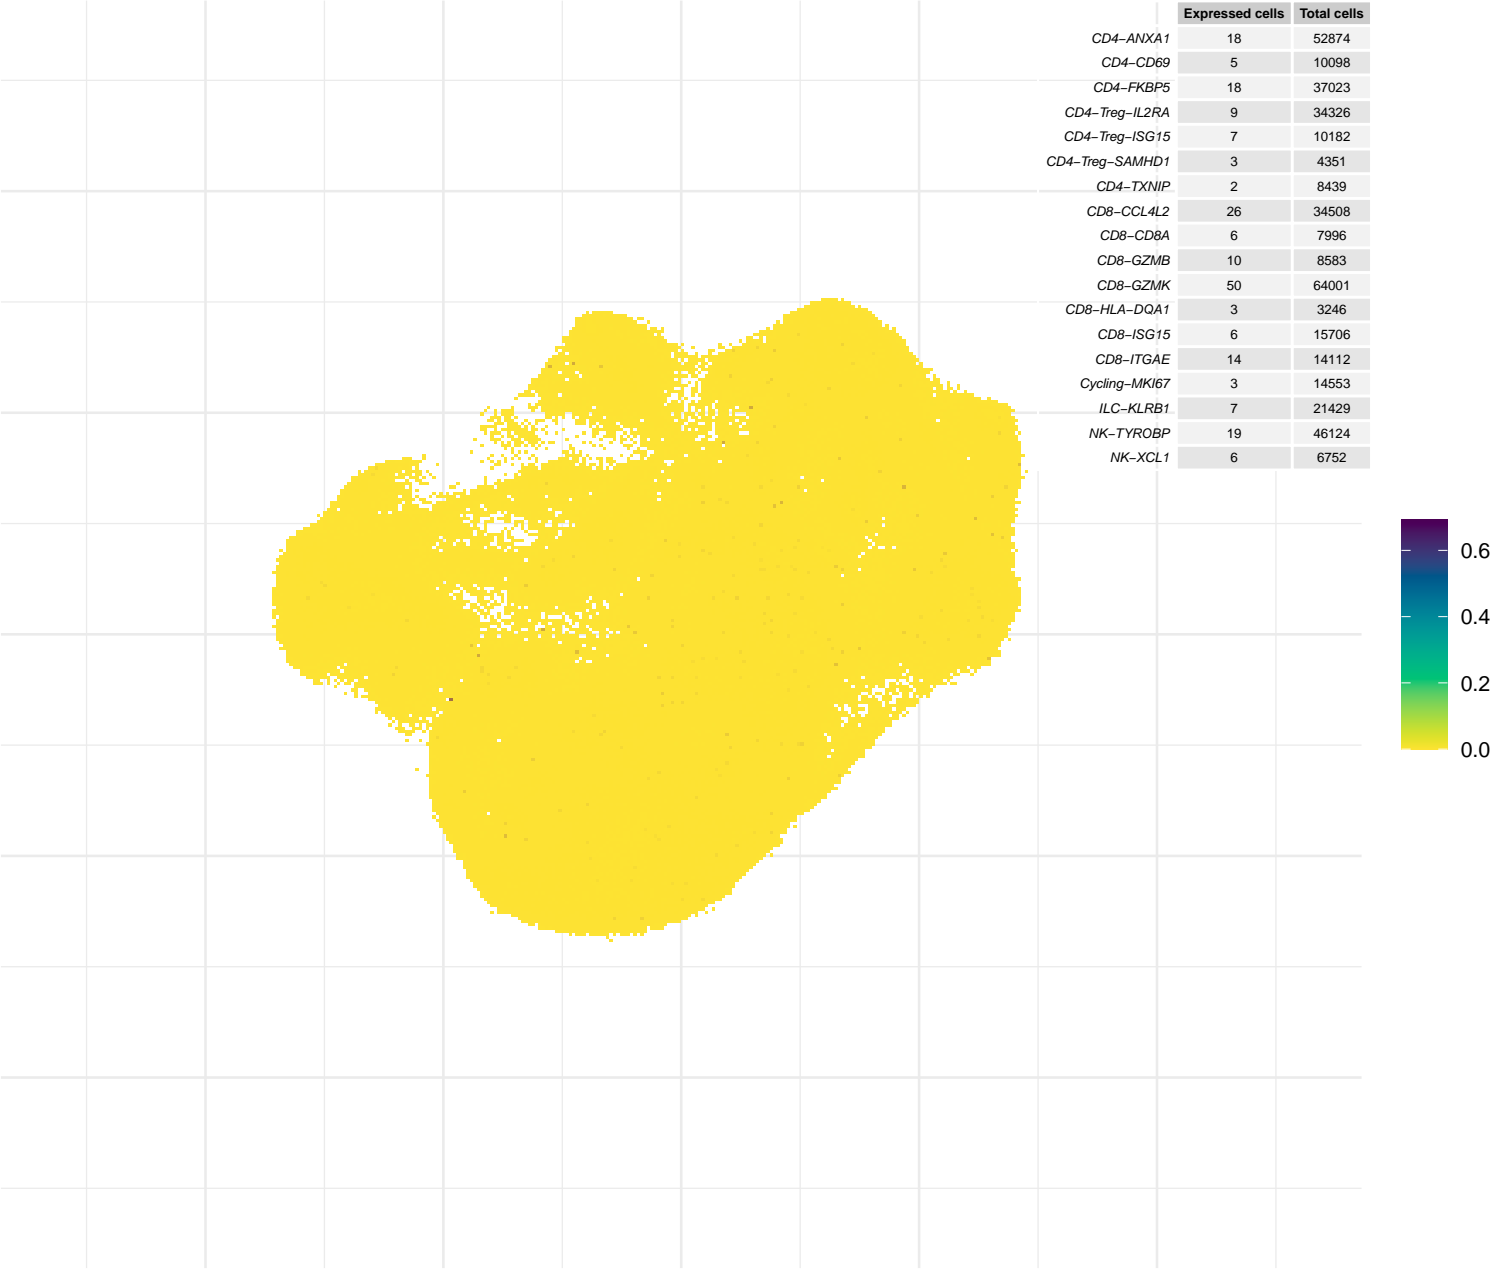 Expressed cells Total cells
CD4−ANXA1 18 52874
CD4−CD69 5 10098
CD4−FKBP5 18 37023
CD4−Treg−IL2RA 9 34326
CD4−Treg−ISG15 7 10182
CD4−Treg−SAMHD1 3 4351
CD4−TXNIP 2 8439
CD8−CCL4L2 26 34508
CD8−CD8A 6 7996
CD8−GZMB 10 8583
CD8−GZMK 50 64001
CD8−HLA−DQA1 3 3246
CD8−ISG15 6 15706
CD8−ITGAE 14 14112
Cycling−MKI67 3 14553
ILC−KLRB1 7 21429
NK−TYROBP 19 46124
NK−XCL1 6 6752
0.6
0.4
0.2
0.0